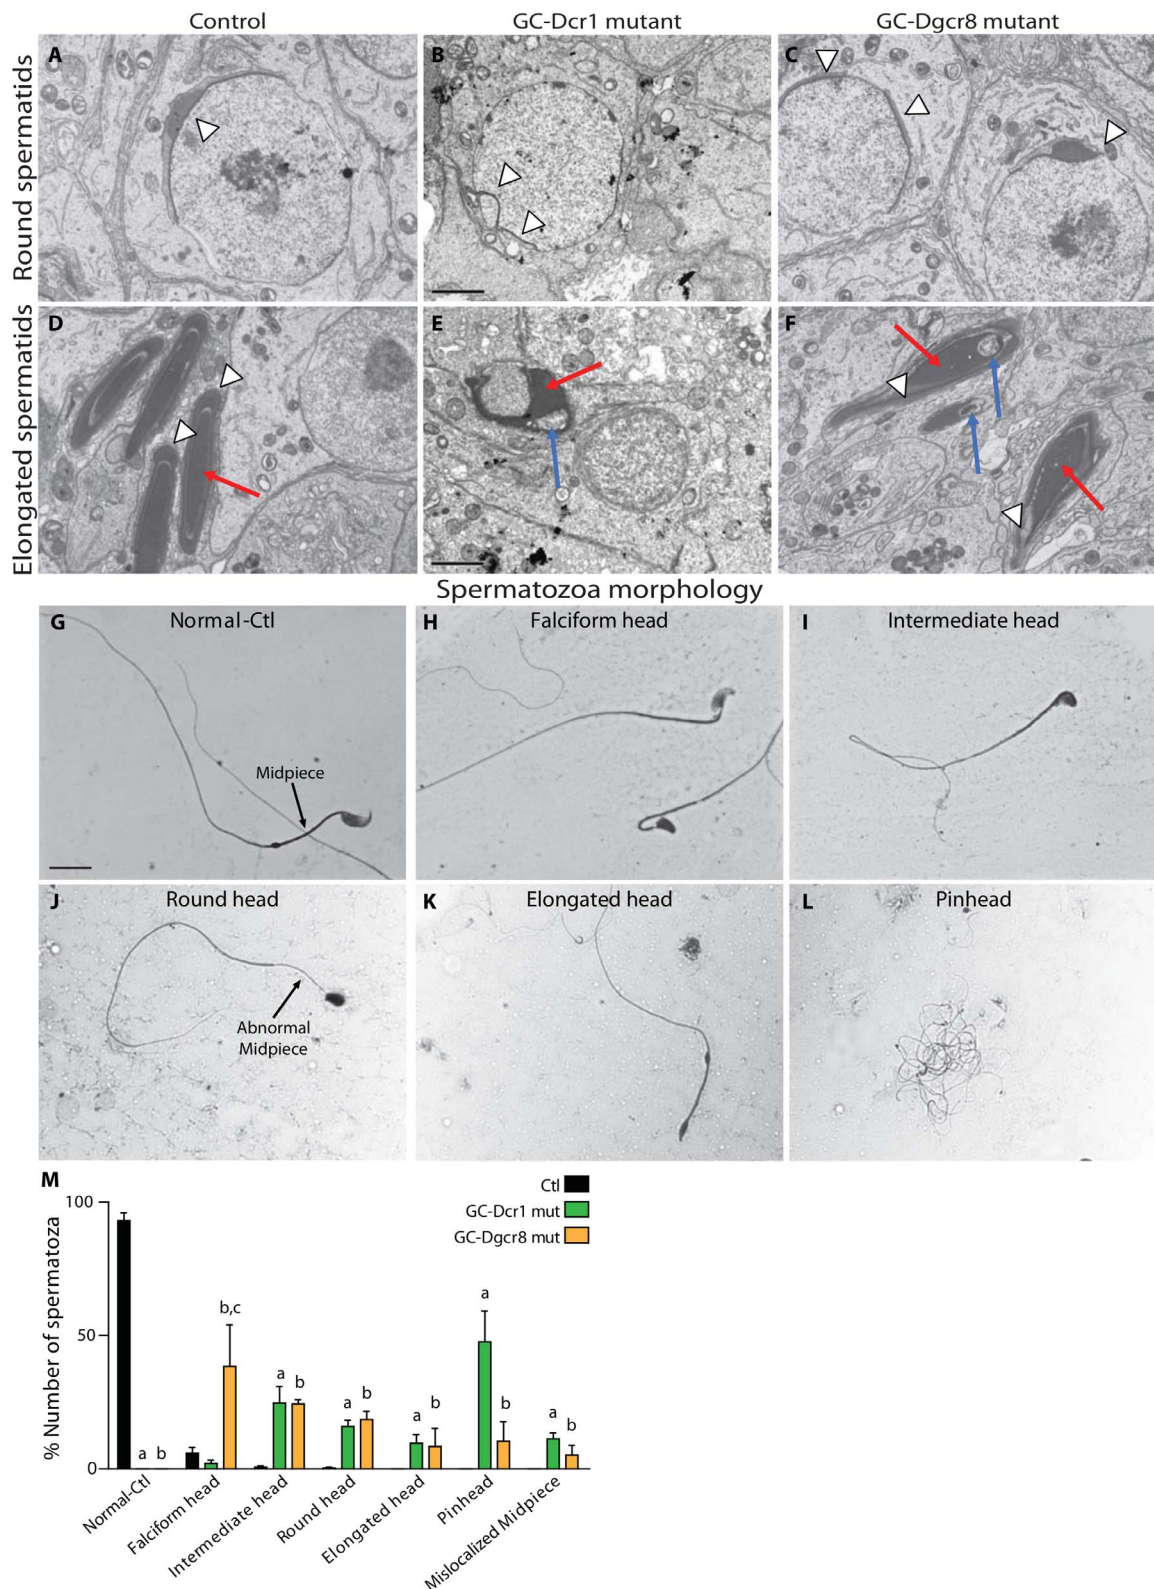 Control
GC-Dcr1 mutant
GC-Dgcr8 mutant
Round spermatids
A
B
C
Elongated spermatids
D
E
F
Spermatozoa morphology
G
Normal-Ctl
Midpiece
H
Falciform head
I
Intermediate head
J
Round head
Abnormal
Midpiece
K
Elongated head
L
Pinhead
M
Ctl
GC-Dcr1 mut
GC-Dgcr8 mut
% Number of spermatoza
100
50
0
a b
b,c
a b
a b
a b
a b
a b
Normal-Ctl
Falciform head
Intermediate head
Round head
Elongated head
Pinhead
Mislocalized Midpiece